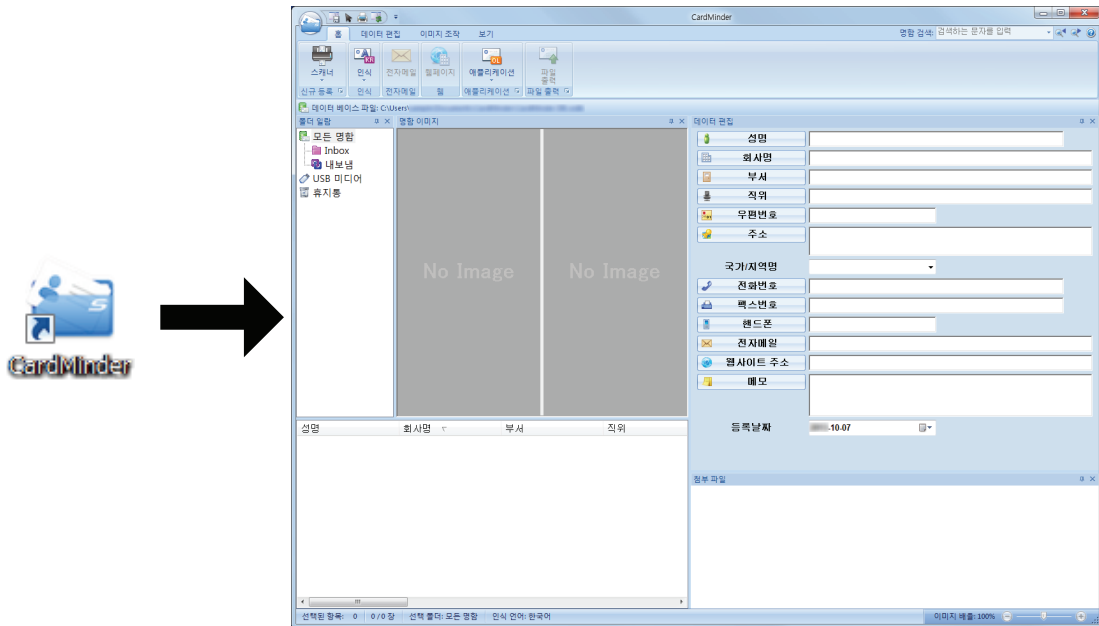 CardMinder
CardMinder
홈 데이터 편집 이미지 조작 보기
명함 검색: 검색하는 문자를 입력
스캐너 인식 전자메일 웹페이지 애플리케이션 파일 출력
신규 등록 인식 전자메일 웹 애플리케이션 파일 출력
데이터 베이스 파일: C:\Users\
폴더 일람 명함 이미지 데이터 편집
모든 명함
Inbox
내보냄
USB 미디어
휴지통
No Image No Image
성명
회사명
부서
직위
우편번호
주소
국가/지역명
전화번호
팩스번호
핸드폰
전자메일
웹사이트 주소
메모
등록날짜 -10-07
성명 회사명 부서 직위
첨부 파일
선택된 항목: 0 0 / 0 장 선택 폴더: 모든 명함 인식 언어: 한국어
이미지 배율: 100%